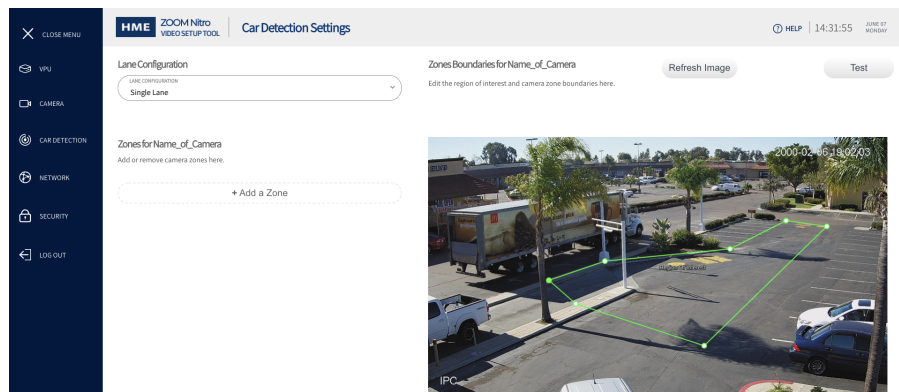 CLOSE MENU
VPU
CAMERA
CAR DETECTION
NETWORK
SECURITY
LOG OUT
HME
ZOOM Nitro
VIDEO SETUP TOOL
Car Detection Settings
? HELP
14:31:55
JUNE 07
MONDAY
Lane Configuration
LANE CONFIGURATION
Single Lane
Zones for Name_of_Camera
Add or remove camera zones here.
+ Add a Zone
Zones Boundaries for Name_of_Camera
Edit the region of interest and camera zone boundaries here.
Refresh Image
Test
2000-02-06 19:02:03
Region of Interest
IPC